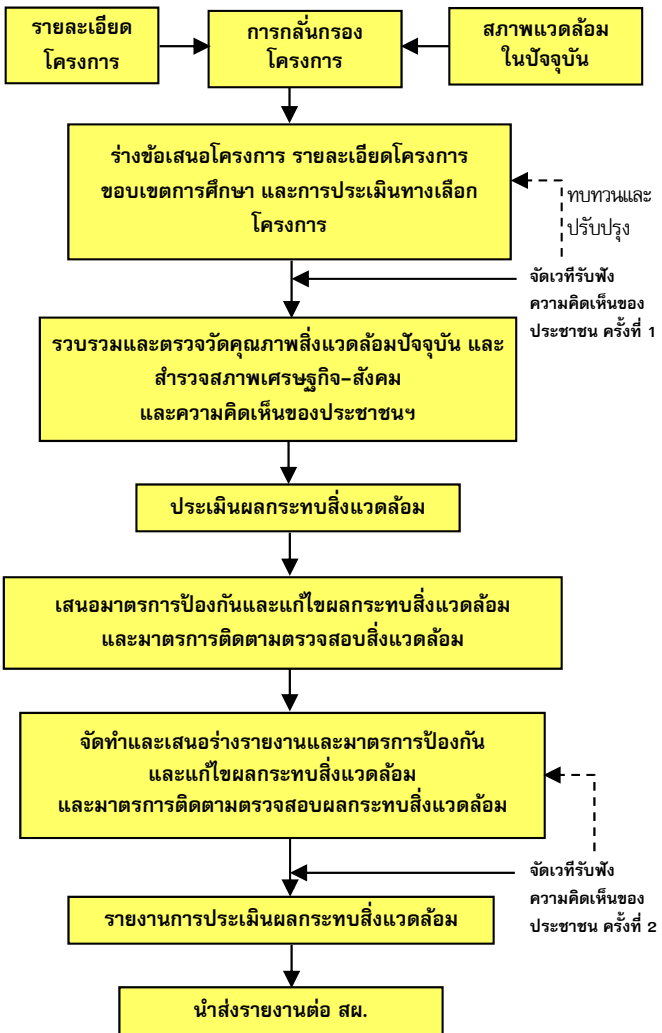 รายละเอียด
โครงการ
การกลั่นกรอง
โครงการ
สภาพแวดล้อม
ในปัจจุบัน
ร่างข้อเสนอโครงการ รายละเอียดโครงการ
ขอบเขตการศึกษา และการประเมินทางเลือก
โครงการ
ทบทวนและ
ปรับปรุง
จัดเวทีรับฟัง
ความคิดเห็นของ
ประชาชน ครั้งที่ 1
รวบรวมและตรวจวัดคุณภาพสิ่งแวดล้อมปัจจุบัน และ
สำรวจสภาพเศรษฐกิจ-สังคม
และความคิดเห็นของประชาชนฯ
ประเมินผลกระทบสิ่งแวดล้อม
เสนอมาตรการป้องกันและแก้ไขผลกระทบสิ่งแวดล้อม
และมาตรการติดตามตรวจสอบสิ่งแวดล้อม
จัดทำและเสนอร่างรายงานและมาตรการป้องกัน
และแก้ไขผลกระทบสิ่งแวดล้อม
และมาตรการติดตามตรวจสอบผลกระทบสิ่งแวดล้อม
จัดเวทีรับฟัง
ความคิดเห็นของ
ประชาชน ครั้งที่ 2
รายงานการประเมินผลกระทบสิ่งแวดล้อม
นำส่งรายงานต่อ สผ.